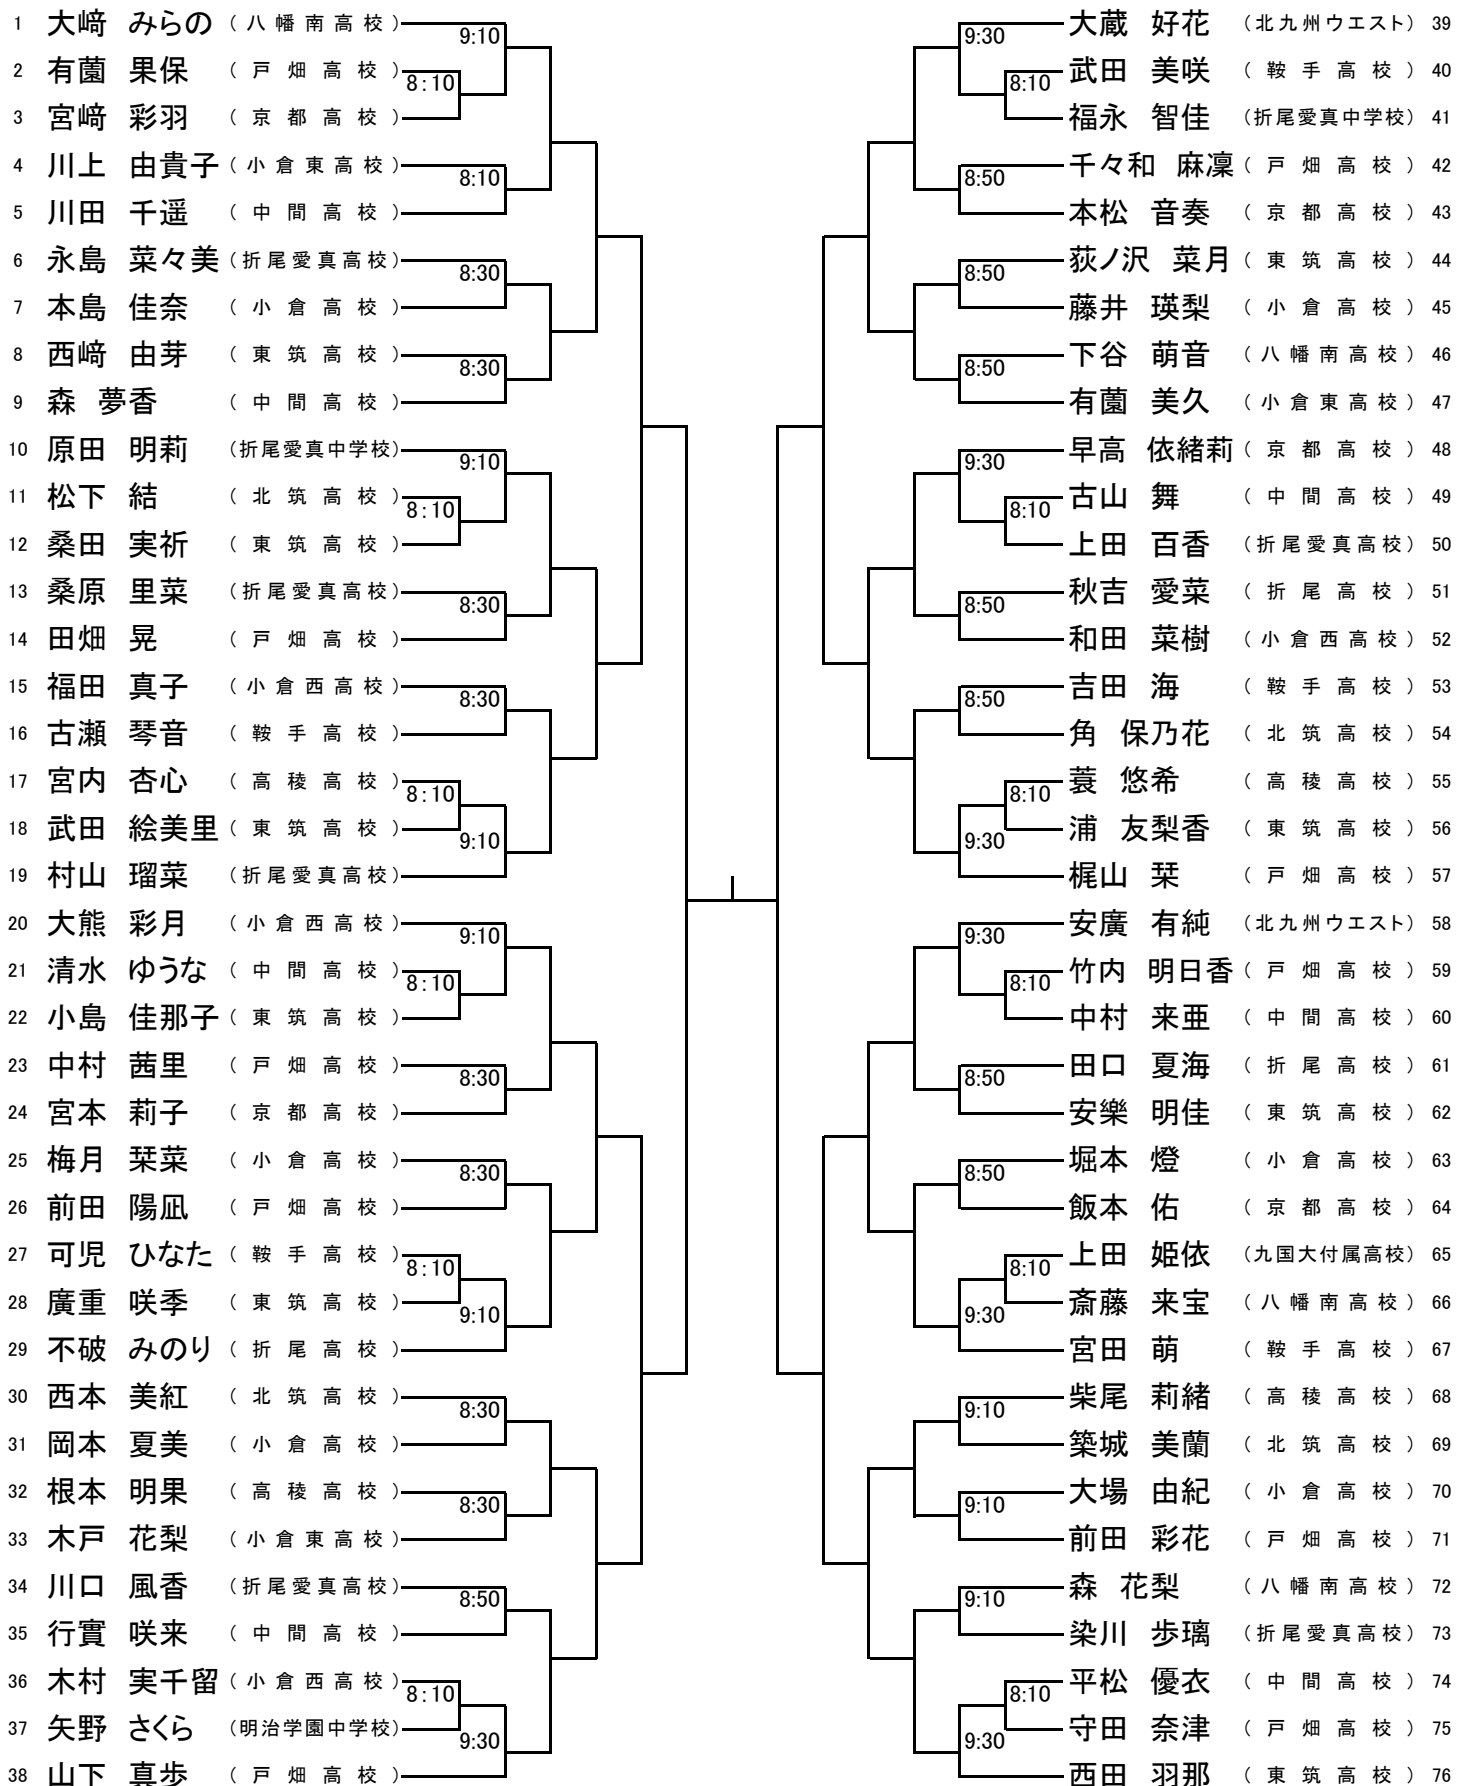 1 大﨑 みらの (八幡南高校)
9:10
2 有薗 果保 (戸畑高校)
8:10
3 宮﨑 彩羽 (京都高校)
4 川上 由貴子 (小倉東高校)
8:10
5 川田 千遥 (中間高校)
6 永島 菜々美 (折尾愛真高校)
8:30
7 本島 佳奈 (小倉高校)
8 西﨑 由芽 (東筑高校)
8:30
9 森 夢香 (中間高校)
10 原田 明莉 (折尾愛真中学校)
9:10
11 松下 結 (北筑高校)
8:10
12 桑田 実祈 (東筑高校)
13 桑原 里菜 (折尾愛真高校)
8:30
14 田畑 晃 (戸畑高校)
15 福田 真子 (小倉西高校)
8:30
16 古瀬 琴音 (鞍手高校)
17 宮内 杏心 (高稜高校)
8:10
18 武田 絵美里 (東筑高校)
9:10
19 村山 瑠菜 (折尾愛真高校)
20 大熊 彩月 (小倉西高校)
9:10
21 清水 ゆうな (中間高校)
8:10
22 小島 佳那子 (東筑高校)
23 中村 茜里 (戸畑高校)
8:30
24 宮本 莉子 (京都高校)
25 梅月 栞菜 (小倉高校)
8:30
26 前田 陽凪 (戸畑高校)
27 可児 ひなた (鞍手高校)
8:10
28 廣重 咲季 (東筑高校)
9:10
29 不破 みのり (折尾高校)
30 西本 美紅 (北筑高校)
8:30
31 岡本 夏美 (小倉高校)
32 根本 明果 (高稜高校)
8:30
33 木戸 花梨 (小倉東高校)
34 川口 風香 (折尾愛真高校)
8:50
35 行實 咲来 (中間高校)
36 木村 実千留 (小倉西高校)
8:10
37 矢野 さくら (明治学園中学校)
9:30
38 山下 真歩 (戸畑高校)
大蔵 好花 (北九州ウエスト) 39
9:30
武田 美咲 (鞍手高校) 40
8:10
福永 智佳 (折尾愛真中学校) 41
千々和 麻凜 (戸畑高校) 42
8:50
本松 音奏 (京都高校) 43
荻ノ沢 菜月 (東筑高校) 44
8:50
藤井 瑛梨 (小倉高校) 45
下谷 萌音 (八幡南高校) 46
8:50
有薗 美久 (小倉東高校) 47
早高 依緒莉 (京都高校) 48
9:30
古山 舞 (中間高校) 49
8:10
上田 百香 (折尾愛真高校) 50
秋吉 愛菜 (折尾高校) 51
8:50
和田 菜樹 (小倉西高校) 52
吉田 海 (鞍手高校) 53
8:50
角 保乃花 (北筑高校) 54
蓑 悠希 (高稜高校) 55
8:10
浦 友梨香 (東筑高校) 56
9:30
梶山 栞 (戸畑高校) 57
安廣 有純 (北九州ウエスト) 58
9:30
竹内 明日香 (戸畑高校) 59
8:10
中村 来亜 (中間高校) 60
田口 夏海 (折尾高校) 61
8:50
安樂 明佳 (東筑高校) 62
堀本 燈 (小倉高校) 63
8:50
飯本 佑 (京都高校) 64
上田 姫依 (九国大付属高校) 65
8:10
斎藤 来宝 (八幡南高校) 66
9:30
宮田 萌 (鞍手高校) 67
柴尾 莉緒 (高稜高校) 68
9:10
築城 美蘭 (北筑高校) 69
大場 由紀 (小倉高校) 70
9:10
前田 彩花 (戸畑高校) 71
森 花梨 (八幡南高校) 72
9:10
染川 歩璃 (折尾愛真高校) 73
平松 優衣 (中間高校) 74
8:10
守田 奈津 (戸畑高校) 75
9:30
西田 羽那 (東筑高校) 76